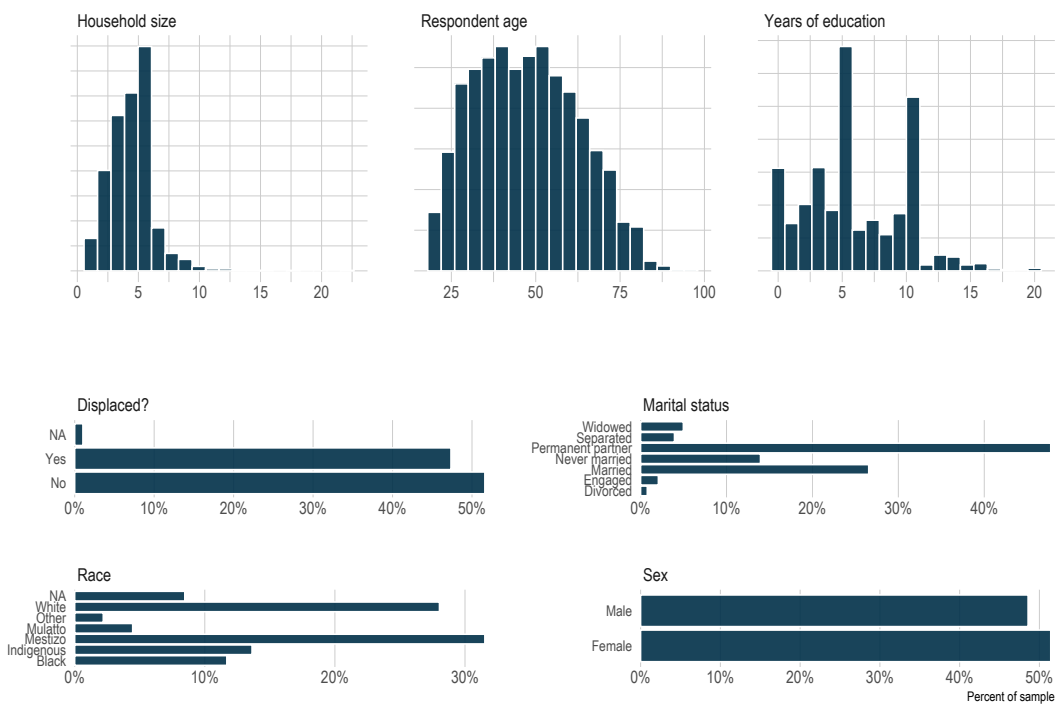 Household size
Respondent age
Years of education
0 5 10 15 20
25 50 75 100
0 5 10 15 20
Displaced?
NA
Yes
No
0% 10% 20% 30% 40% 50%
Marital status
Widowed
Separated
Permanent partner
Never married
Married
Engaged
Divorced
0% 10% 20% 30% 40%
Race
NA
White
Other
Mulatto
Mestizo
Indigenous
Black
0% 10% 20% 30%
Sex
Male
Female
0% 10% 20% 30% 40% 50%
Percent of sample